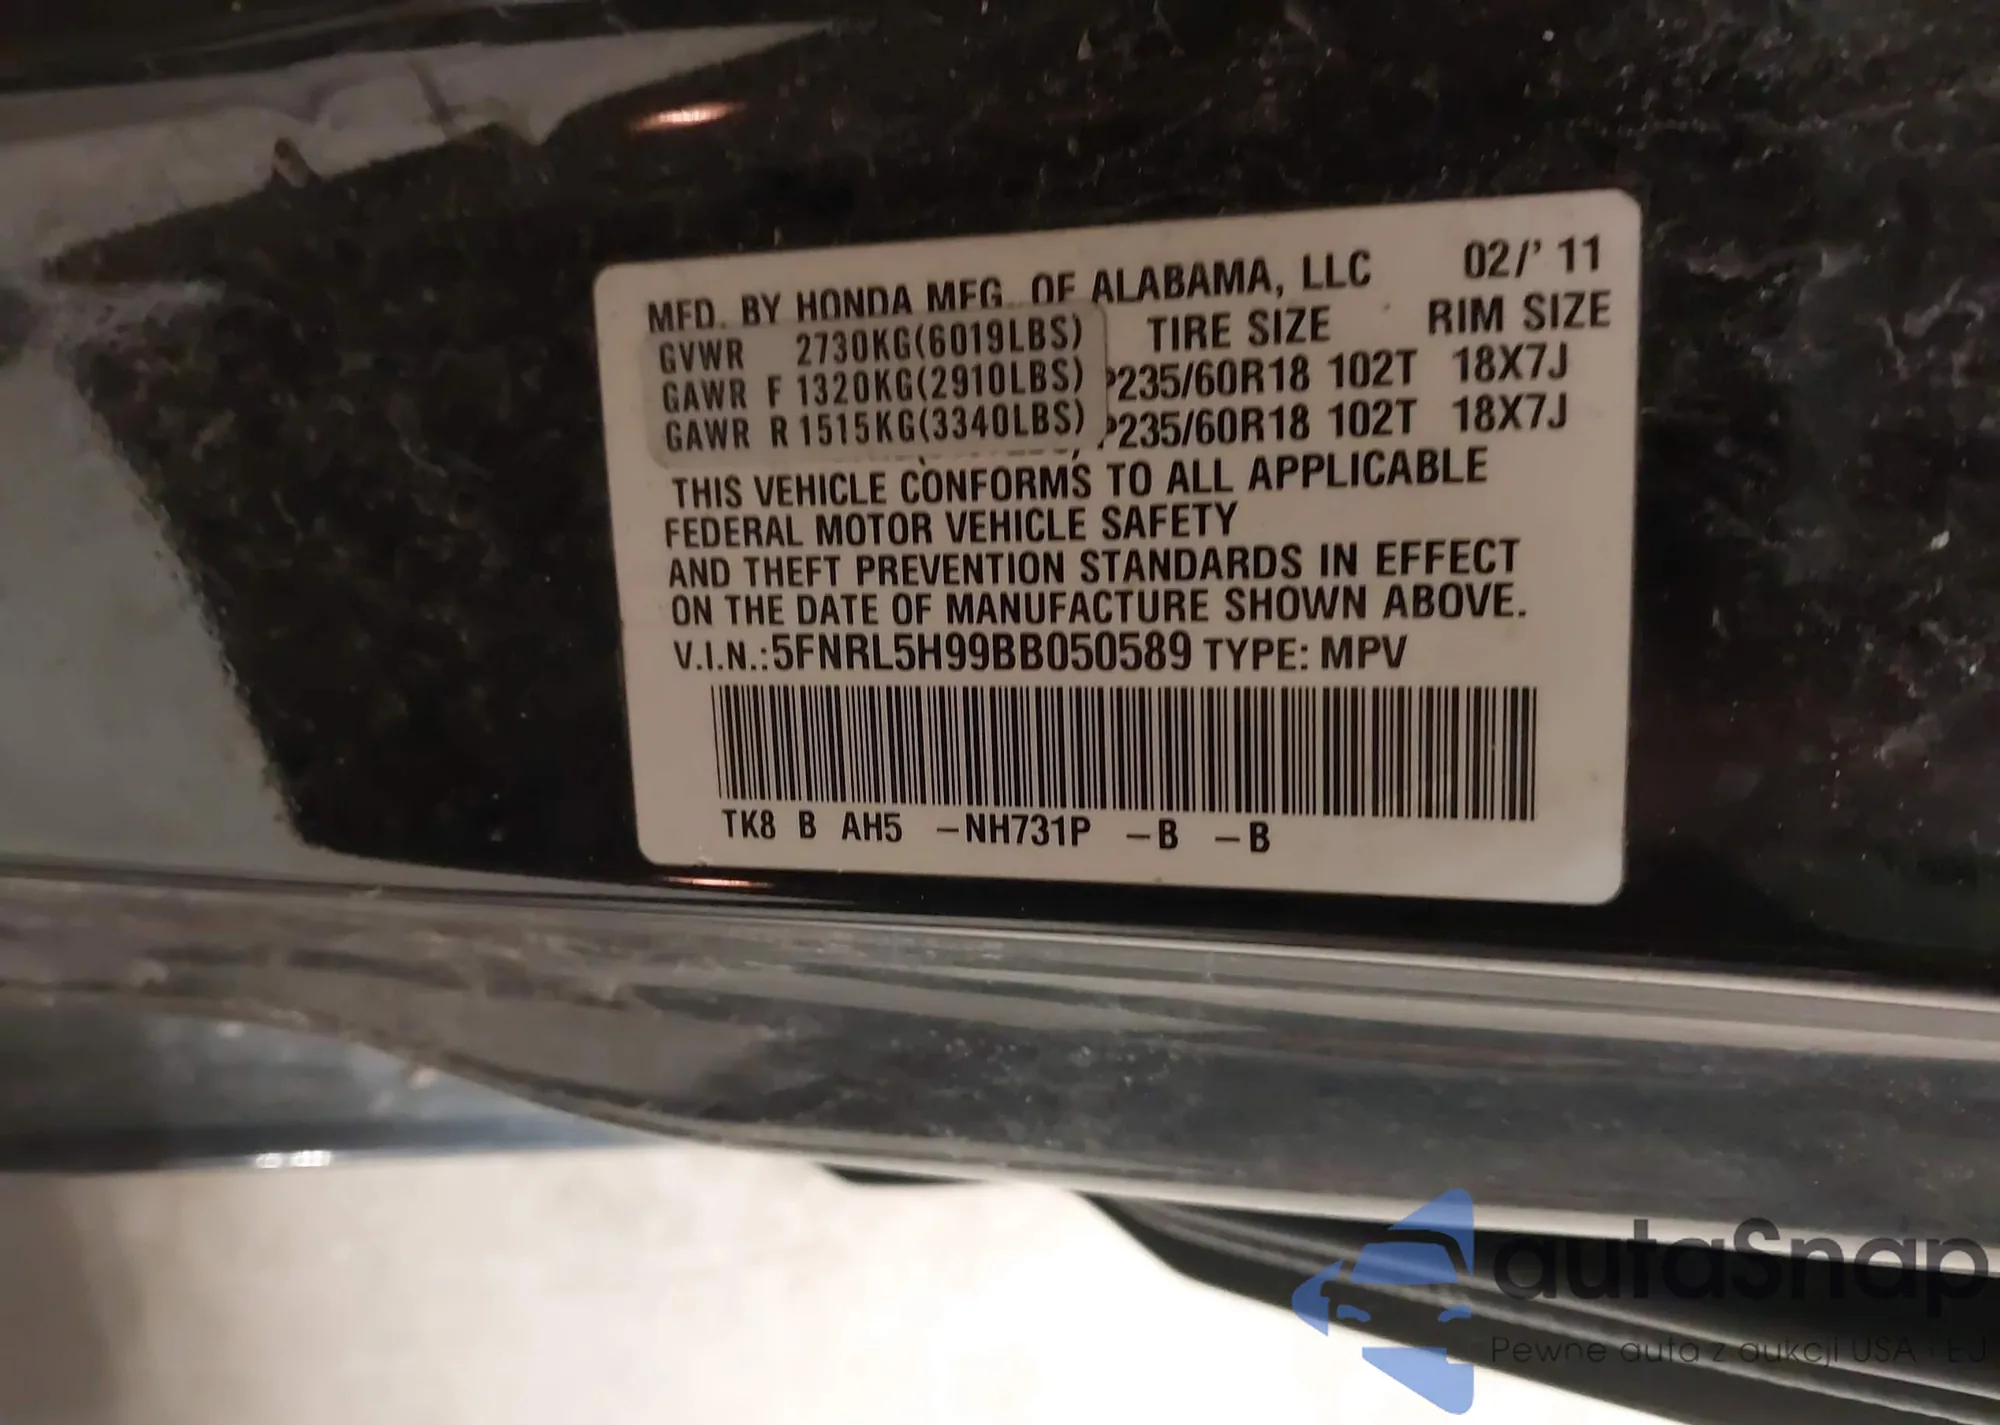 MFD. BY HONDA MFG. OF ALABAMA, LLC 02/' 11
TIRE SIZE RIM SIZE
GVWR 2730KG(6019LBS)
GAWR F 1320KG(2910LBS) P235/60R18 102T 18X7J
GAWR R 1515KG(3340LBS) P235/60R18 102T 18X7J
THIS VEHICLE CONFORMS TO ALL APPLICABLE
FEDERAL MOTOR VEHICLE SAFETY
AND THEFT PREVENTION STANDARDS IN EFFECT
ON THE DATE OF MANUFACTURE SHOWN ABOVE.
V.I.N.:5FNRL5H99BB050589 TYPE: MPV
TK8 B AH5 -NH731P -B -B
autaSnap
Pewne auta z aukcji USA i EU